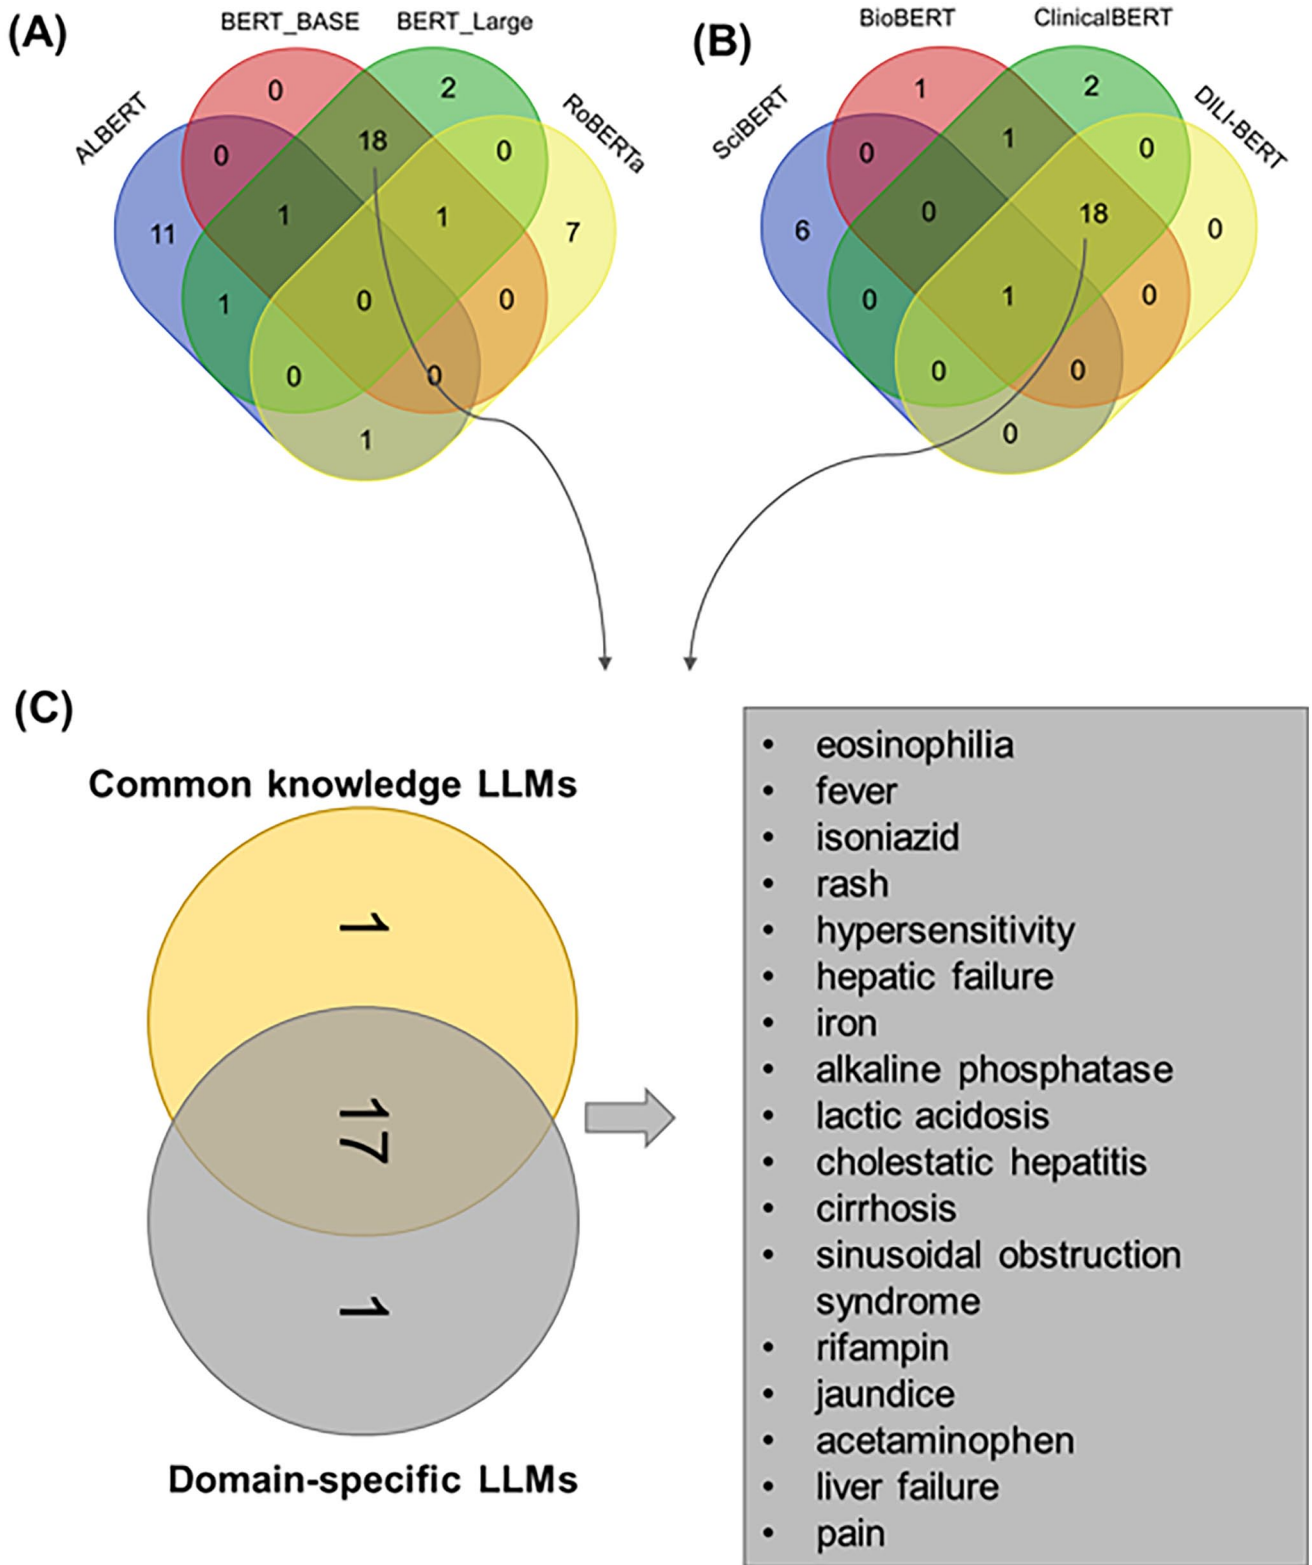 (A)
BERT_BASE
BERT_Large
ALBERT
RoBERTa
0
2
0
18
0
11
1
1
7
1
0
0
0
0
1
(B)
BioBERT
ClinicalBERT
SciBERT
DILI-BERT
1
2
0
1
0
6
0
18
0
0
1
0
0
0
0
(C)
Common knowledge LLMs
1
17
1
Domain-specific LLMs
• eosinophilia
• fever
• isoniazid
• rash
• hypersensitivity
• hepatic failure
• iron
• alkaline phosphatase
• lactic acidosis
• cholestatic hepatitis
• cirrhosis
• sinusoidal obstruction
syndrome
• rifampin
• jaundice
• acetaminophen
• liver failure
• pain